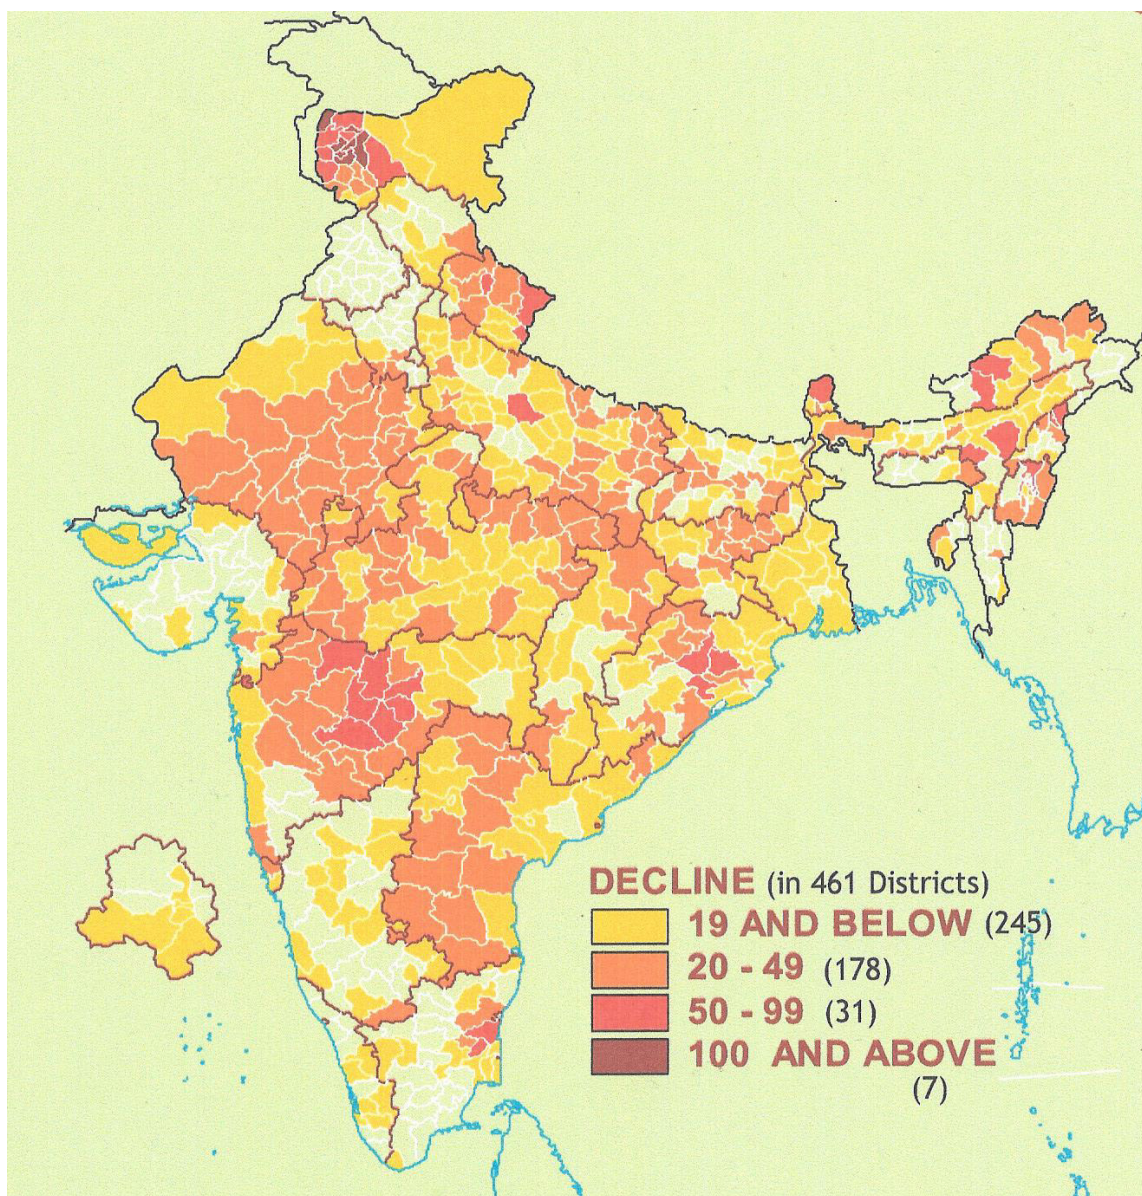 DECLINE (in 461 Districts)
19 AND BELOW (245)
20 - 49 (178)
50 - 99 (31)
100 AND ABOVE
(7)